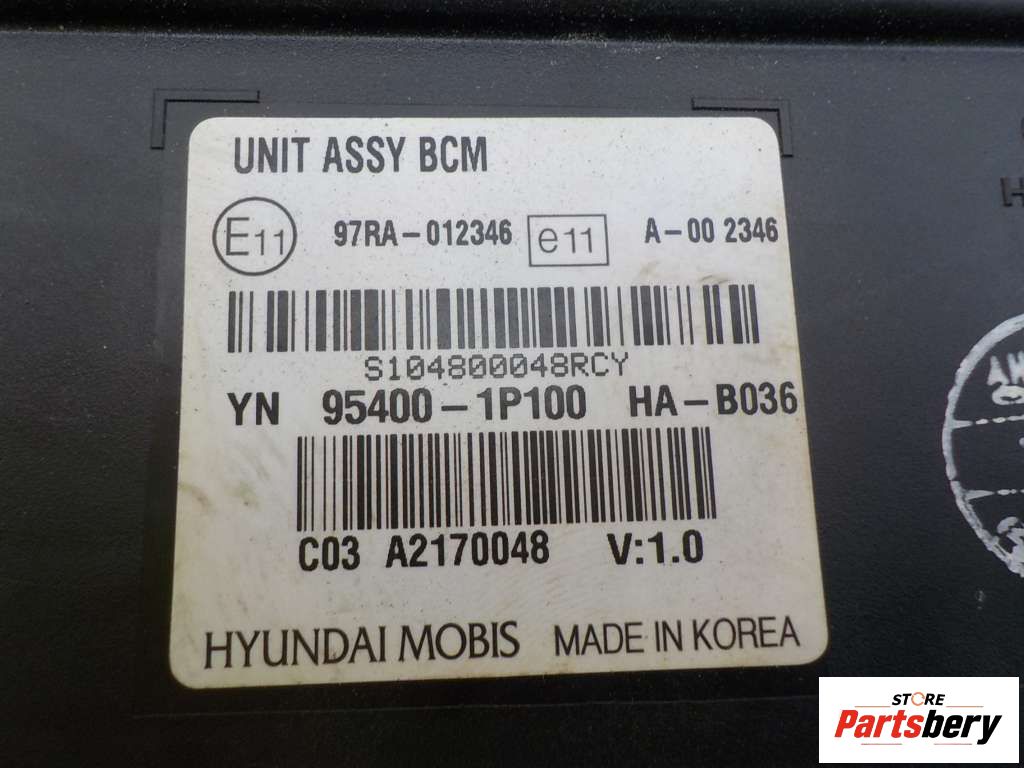 UNIT ASSY BCM
E11 97RA-012346 e11 A-00 2346
S104800048RCY
YN 95400-1P100 HA-B036
C03 A2170048 V:1.0
HYUNDAI MOBIS MADE IN KOREA
STORE
Partsbery